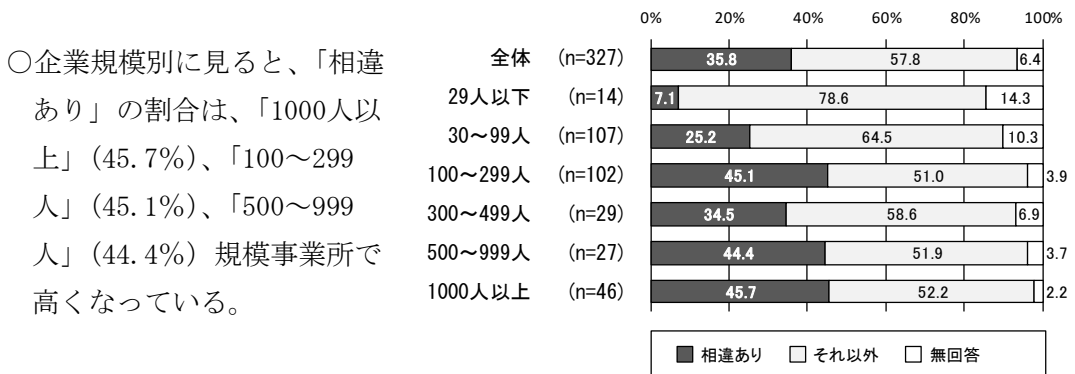 ○企業規模別に見ると、「相違
あり」の割合は、「1000人以
上」(45.7%)、「100～299
人」(45.1%)、「500～999
人」(44.4%) 規模事業所で
高くなっている。
0% 20% 40% 60% 80% 100%
全体 (n=327) 35.8 57.8 6.4
29人以下 (n=14) 7.1 78.6 14.3
30～99人 (n=107) 25.2 64.5 10.3
100～299人 (n=102) 45.1 51.0 3.9
300～499人 (n=29) 34.5 58.6 6.9
500～999人 (n=27) 44.4 51.9 3.7
1000人以上 (n=46) 45.7 52.2 2.2
相違あり それ以外 無回答